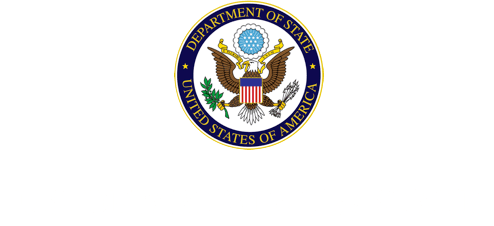 DEPARTMENT OF STATE
UNITED STATES OF AMERICA